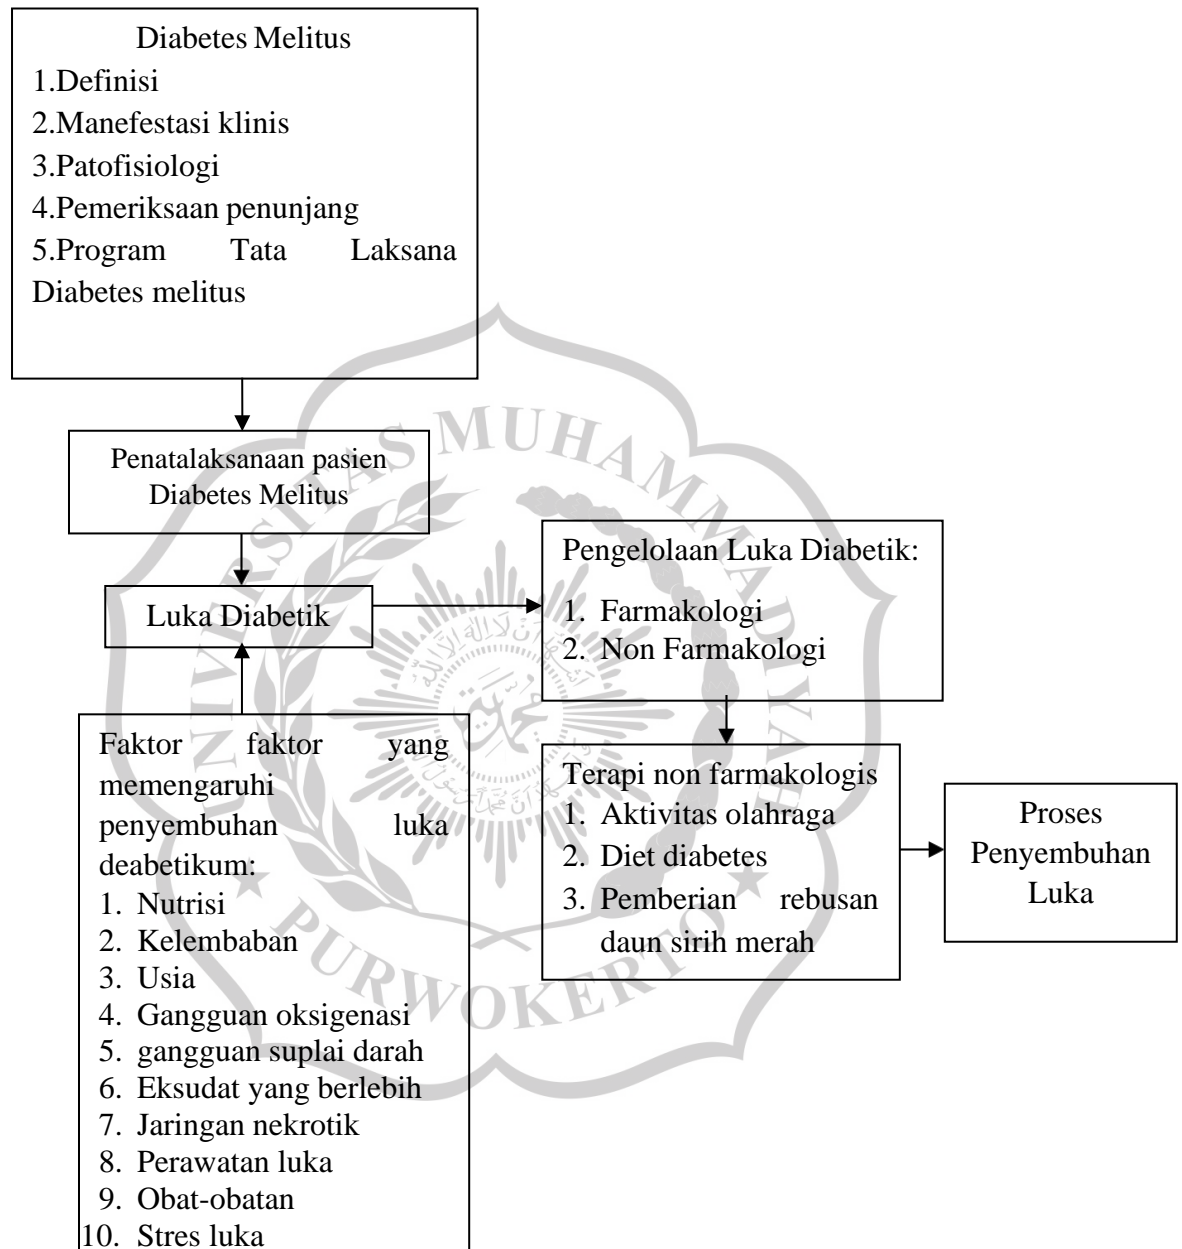 Diabetes Melitus
1.Definisi
2.Manefestasi klinis
3.Patofisiologi
4.Pemeriksaan penunjang
5.Program Tata Laksana
Diabetes melitus
Penatalaksanaan pasien
Diabetes Melitus
Luka Diabetik
Pengelolaan Luka Diabetik:
1. Farmakologi
2. Non Farmakologi
Faktor faktor yang
memengaruhi
penyembuhan luka
deabetikum:
1. Nutrisi
2. Kelembaban
3. Usia
4. Gangguan oksigenasi
5. gangguan suplai darah
6. Eksudat yang berlebih
7. Jaringan nekrotik
8. Perawatan luka
9. Obat-obatan
10. Stres luka
Terapi non farmakologis
1. Aktivitas olahraga
2. Diet diabetes
3. Pemberian rebusan
daun sirih merah
Proses
Penyembuhan
Luka
UNIVERSITAS MUHAMMADIYAH
PURWOKERTO